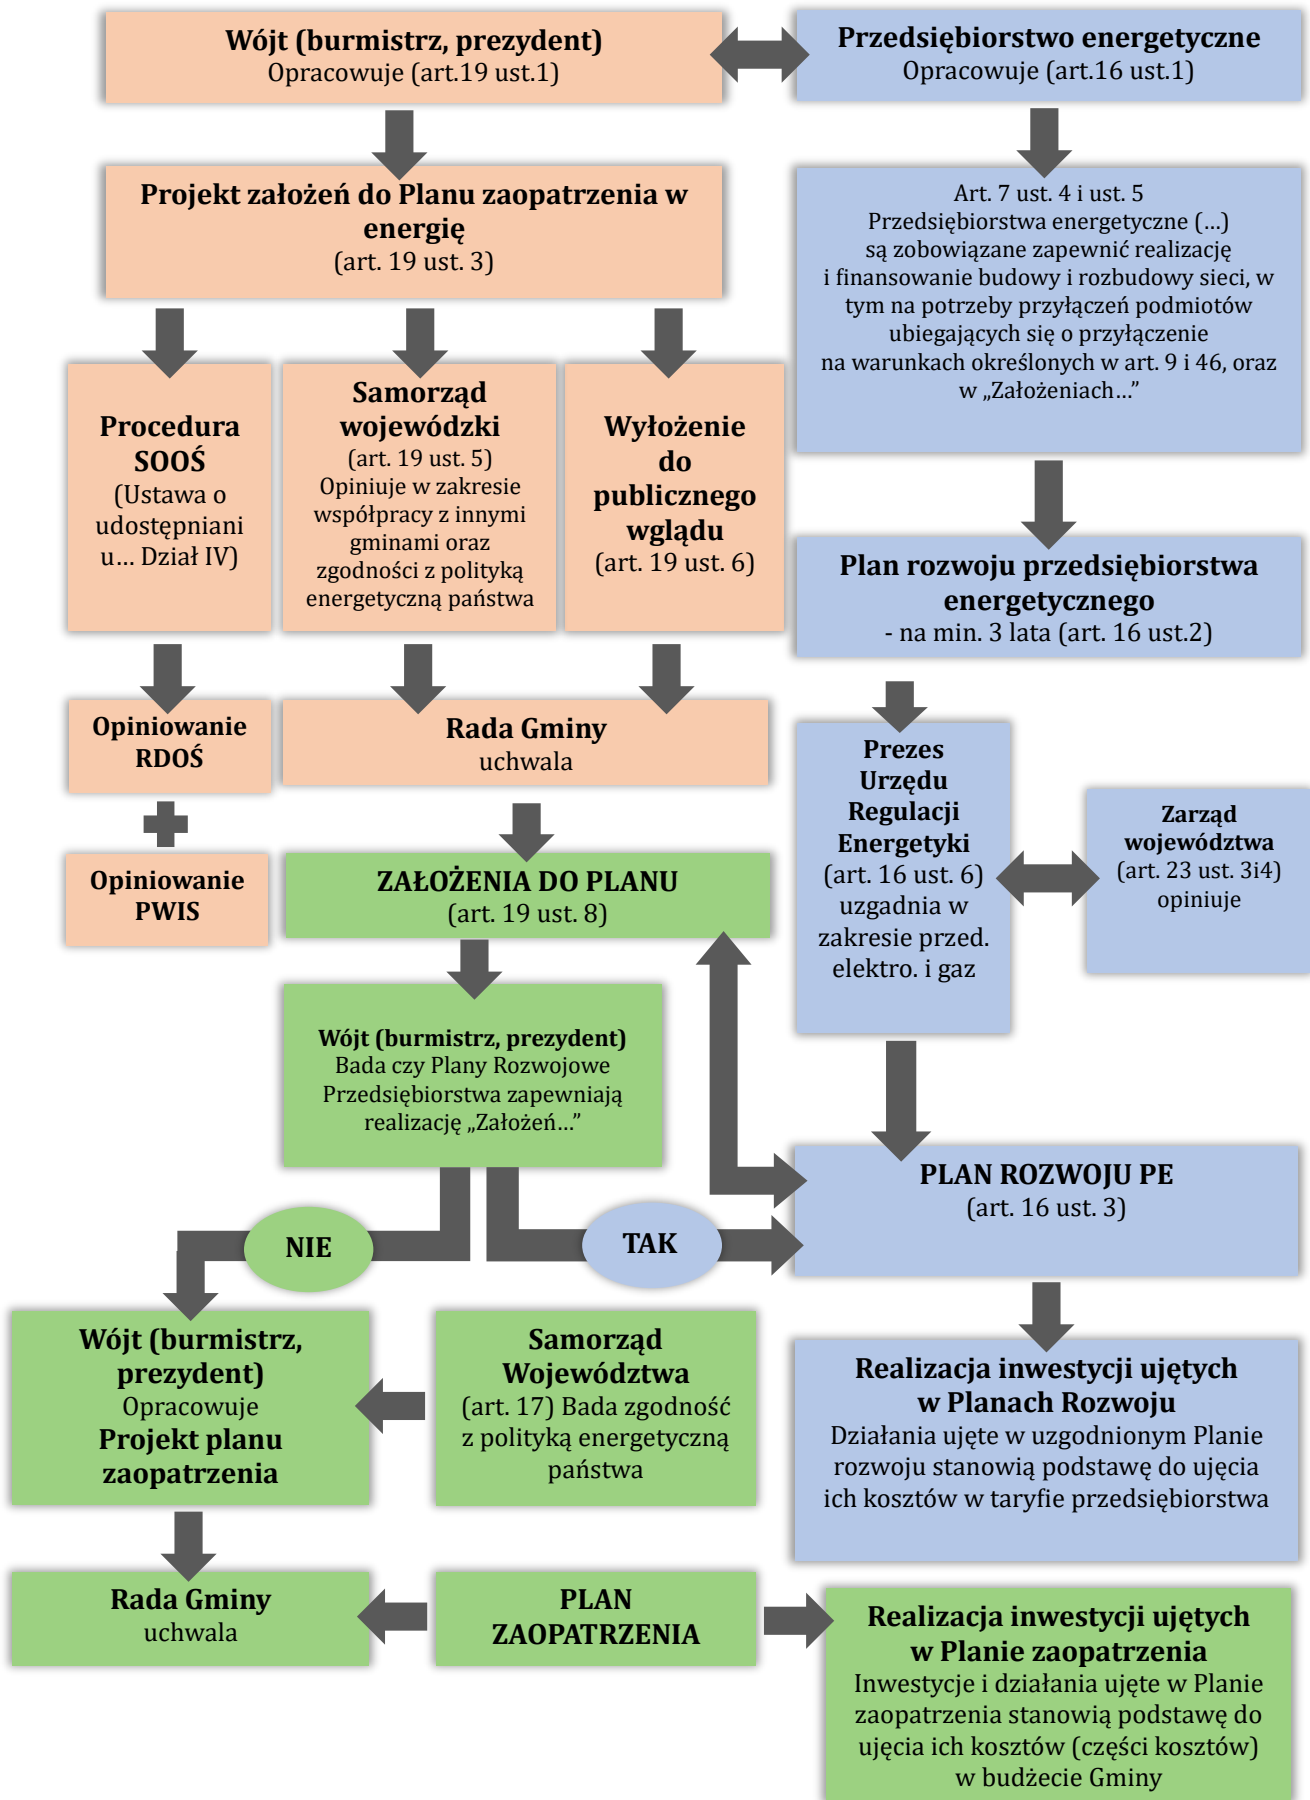 Wójt (burmistrz, prezydent)
Opracowuje (art.19 ust.1)
Przedsiębiorstwo energetyczne
Opracowuje (art.16 ust.1)
Projekt założeń do Planu zaopatrzenia w
energię
(art. 19 ust. 3)
Art. 7 ust. 4 i ust. 5
Przedsiębiorstwa energetyczne (…)
są zobowiązane zapewnić realizację
i finansowanie budowy i rozbudowy sieci, w
tym na potrzeby przyłączeń podmiotów
ubiegających się o przyłączenie
na warunkach określonych w art. 9 i 46, oraz
w „Założeniach…”
Procedura
SOOŚ
(Ustawa o
udostępniani
u… Dział IV)
Samorząd
wojewódzki
(art. 19 ust. 5)
Opiniuje w zakresie
współpracy z innymi
gminami oraz
zgodności z polityką
energetyczną państwa
Wyłożenie
do
publicznego
wglądu
(art. 19 ust. 6)
Plan rozwoju przedsiębiorstwa
energetycznego
- na min. 3 lata (art. 16 ust.2)
Opiniowanie
RDOŚ
Rada Gminy
uchwala
Prezes
Urzędu
Regulacji
Energetyki
(art. 16 ust. 6)
uzgadnia w
zakresie przed.
elektro. i gaz
Zarząd
województwa
(art. 23 ust. 3i4)
opiniuje
Opiniowanie
PWIS
ZAŁOŻENIA DO PLANU
(art. 19 ust. 8)
Wójt (burmistrz, prezydent)
Bada czy Plany Rozwojowe
Przedsiębiorstwa zapewniają
realizację „Założeń…”
PLAN ROZWOJU PE
(art. 16 ust. 3)
NIE
TAK
Wójt (burmistrz,
prezydent)
Opracowuje
Projekt planu
zaopatrzenia
Samorząd
Województwa
(art. 17) Bada zgodność
z polityką energetyczną
państwa
Realizacja inwestycji ujętych
w Planach Rozwoju
Działania ujęte w uzgodnionym Planie
rozwoju stanowią podstawę do ujęcia
ich kosztów w taryfie przedsiębiorstwa
Rada Gminy
uchwala
PLAN
ZAOPATRZENIA
Realizacja inwestycji ujętych
w Planie zaopatrzenia
Inwestycje i działania ujęte w Planie
zaopatrzenia stanowią podstawę do
ujęcia ich kosztów (części kosztów)
w budżecie Gminy